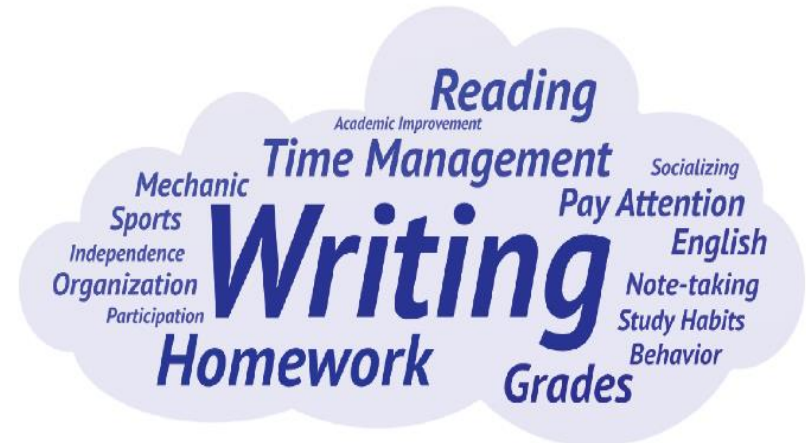 Reading
Academic Improvement
Time Management
Socializing
Mechanic
Pay Attention
Sports
Writing
English
Independence
Organization
Note-taking
Participation
Study Habits
Homework
Behavior
Grades